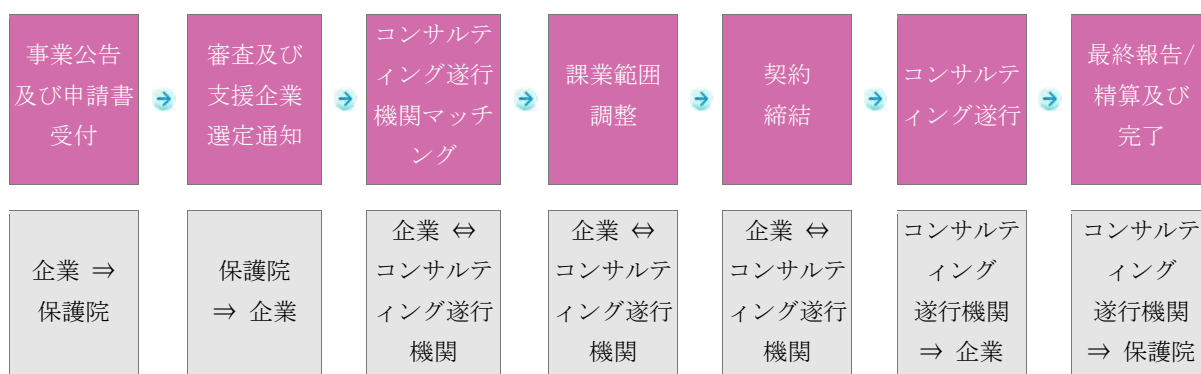 事業公告
及び申請書
受付
審査及び
支援企業
選定通知
コンサルテ
ィング遂行
機関マッチ
ング
課業範囲
調整
契約
締結
コンサルテ
ィング遂行
最終報告/
精算及び
完了
企業 ⇒
保護院
保護院
⇒ 企業
企業 ⇔
コンサルテ
ィング遂行
機関
企業 ⇔
コンサルテ
ィング遂行
機関
企業 ⇔
コンサルテ
ィング遂行
機関
コンサルテ
ィング
遂行機関
⇒ 企業
コンサルテ
ィング
遂行機関
⇒ 保護院